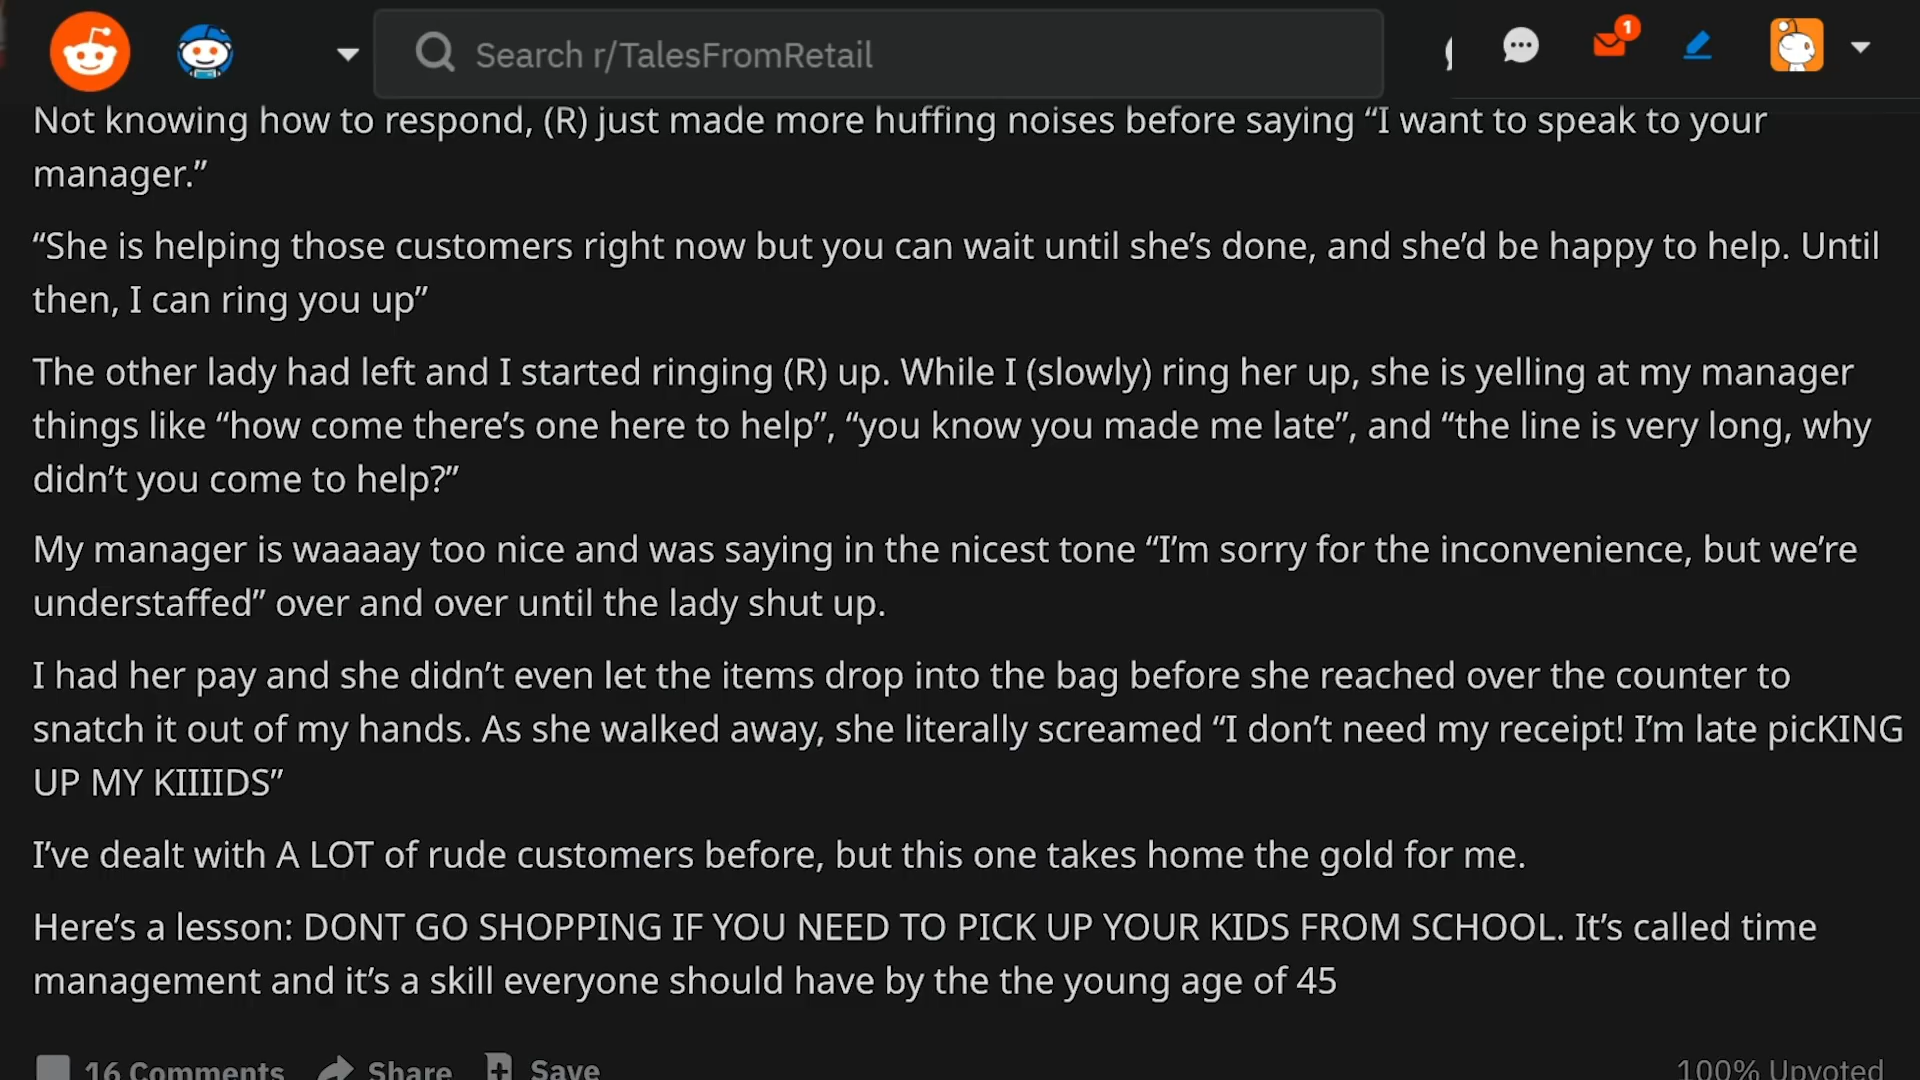 Search r/TalesFromRetail
1
Not knowing how to respond, (R) just made more huffing noises before saying “I want to speak to your
manager.”
“She is helping those customers right now but you can wait until she’s done, and she’d be happy to help. Until
then, I can ring you up”
The other lady had left and I started ringing (R) up. While I (slowly) ring her up, she is yelling at my manager
things like “how come there’s one here to help”, “you know you made me late”, and “the line is very long, why
didn’t you come to help?”
My manager is waaaay too nice and was saying in the nicest tone “I’m sorry for the inconvenience, but we’re
understaffed” over and over until the lady shut up.
I had her pay and she didn’t even let the items drop into the bag before she reached over the counter to
snatch it out of my hands. As she walked away, she literally screamed “I don’t need my receipt! I’m late picKING
UP MY KIIIIDS”
I’ve dealt with A LOT of rude customers before, but this one takes home the gold for me.
Here’s a lesson: DONT GO SHOPPING IF YOU NEED TO PICK UP YOUR KIDS FROM SCHOOL. It’s called time
management and it’s a skill everyone should have by the the young age of 45
16 Comments Share Save 100% Upvoted